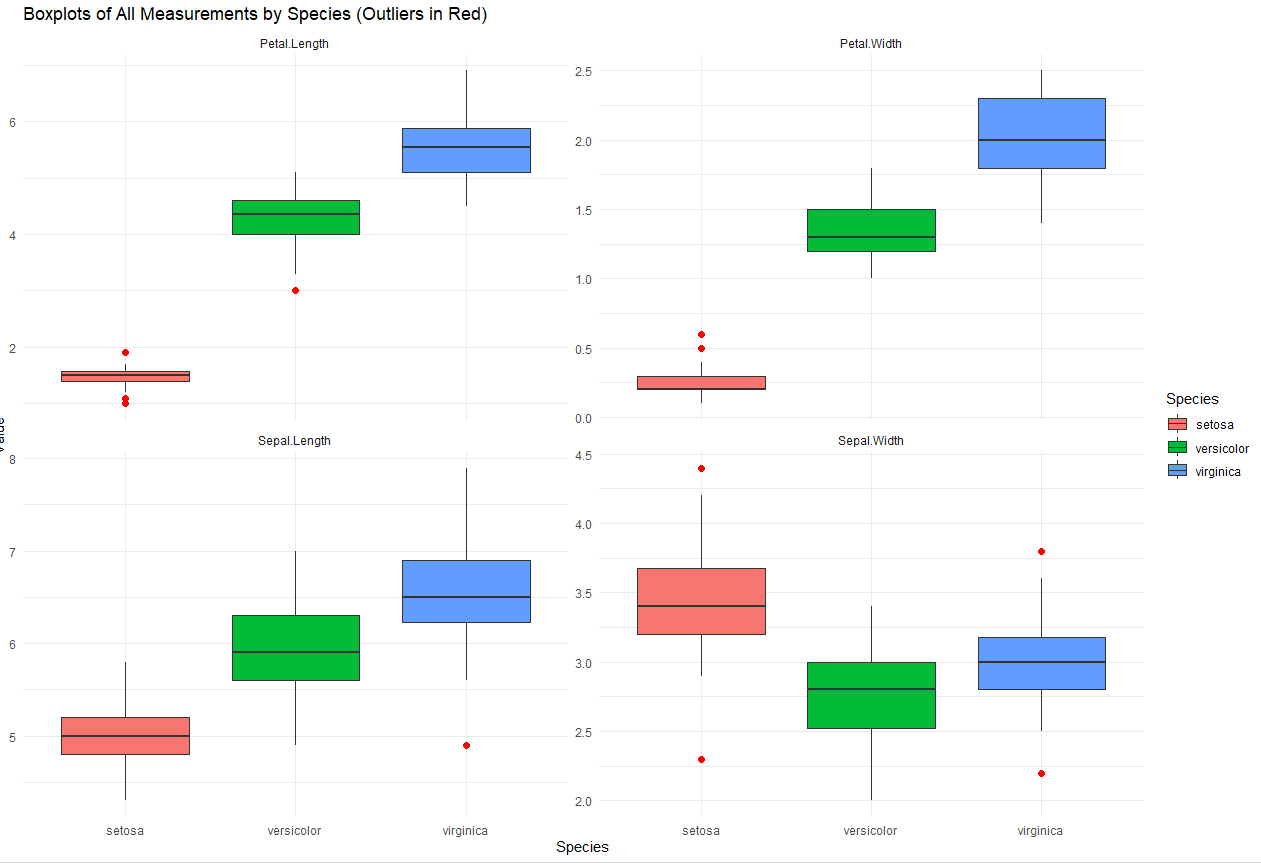 Boxplots of All Measurements by Species (Outliers in Red)
Petal.Length
Petal.Width
6
4
2
2.5
2.0
1.5
1.0
0.5
0.0
Sepal.Length
Sepal.Width
8
7
6
5
4.5
4.0
3.5
3.0
2.5
2.0
setosa
versicolor
virginica
setosa
versicolor
virginica
Species
Species
setosa
versicolor
virginica